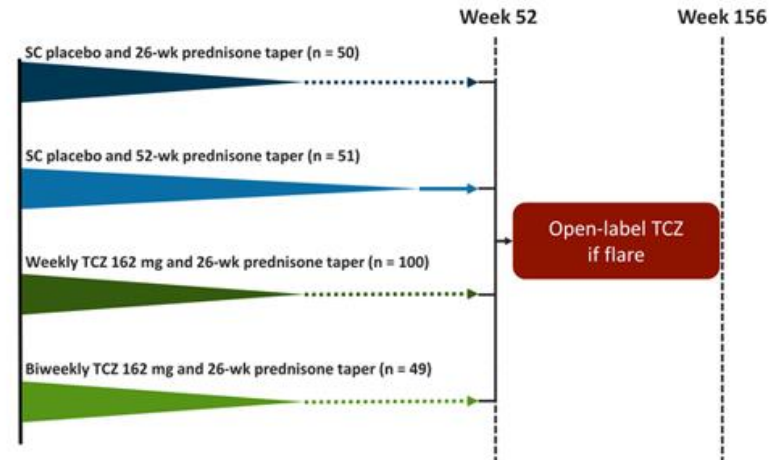 Week 52
Week 156
SC placebo and 26-wk prednisone taper (n = 50)
SC placebo and 52-wk prednisone taper (n = 51)
Weekly TCZ 162 mg and 26-wk prednisone taper (n = 100)
Biweekly TCZ 162 mg and 26-wk prednisone taper (n = 49)
Open-label TCZ
if flare